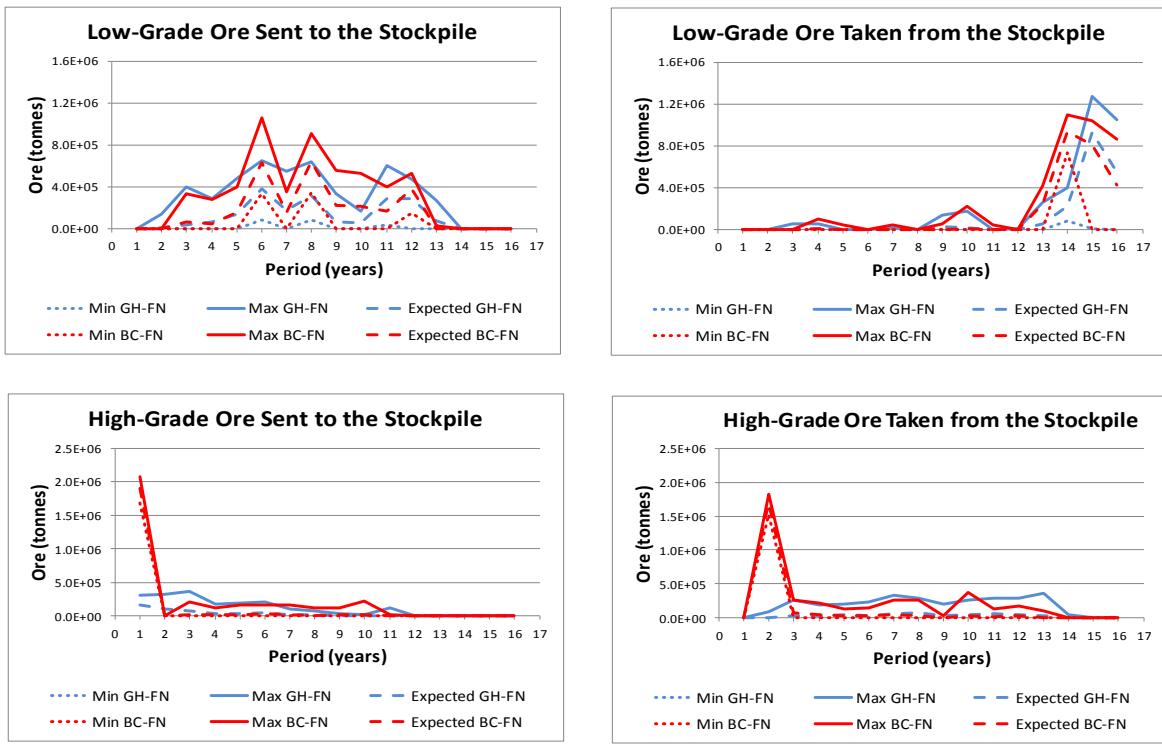 Low-Grade Ore Sent to the Stockpile
1.6E+06
1.2E+06
8.0E+05
4.0E+05
0.0E+00
Ore (tonnes)
0 1 2 3 4 5 6 7 8 9 10 11 12 13 14 15 16 17
Period (years)
Min GH-FN Max GH-FN Expected GH-FN
Min BC-FN Max BC-FN Expected BC-FN
Low-Grade Ore Taken from the Stockpile
1.6E+06
1.2E+06
8.0E+05
4.0E+05
0.0E+00
Ore (tonnes)
0 1 2 3 4 5 6 7 8 9 10 11 12 13 14 15 16 17
Period (years)
Min GH-FN Max GH-FN Expected GH-FN
Min BC-FN Max BC-FN Expected BC-FN
High-Grade Ore Sent to the Stockpile
2.5E+06
2.0E+06
1.5E+06
1.0E+06
5.0E+05
0.0E+00
Ore (tonnes)
0 1 2 3 4 5 6 7 8 9 10 11 12 13 14 15 16 17
Period (years)
Min GH-FN Max GH-FN Expected GH-FN
Min BC-FN Max BC-FN Expected BC-FN
High-Grade Ore Taken from the Stockpile
2.5E+06
2.0E+06
1.5E+06
1.0E+06
5.0E+05
0.0E+00
Ore (tonnes)
0 1 2 3 4 5 6 7 8 9 10 11 12 13 14 15 16 17
Period (years)
Min GH-FN Max GH-FN Expected GH-FN
Min BC-FN Max BC-FN Expected BC-FN